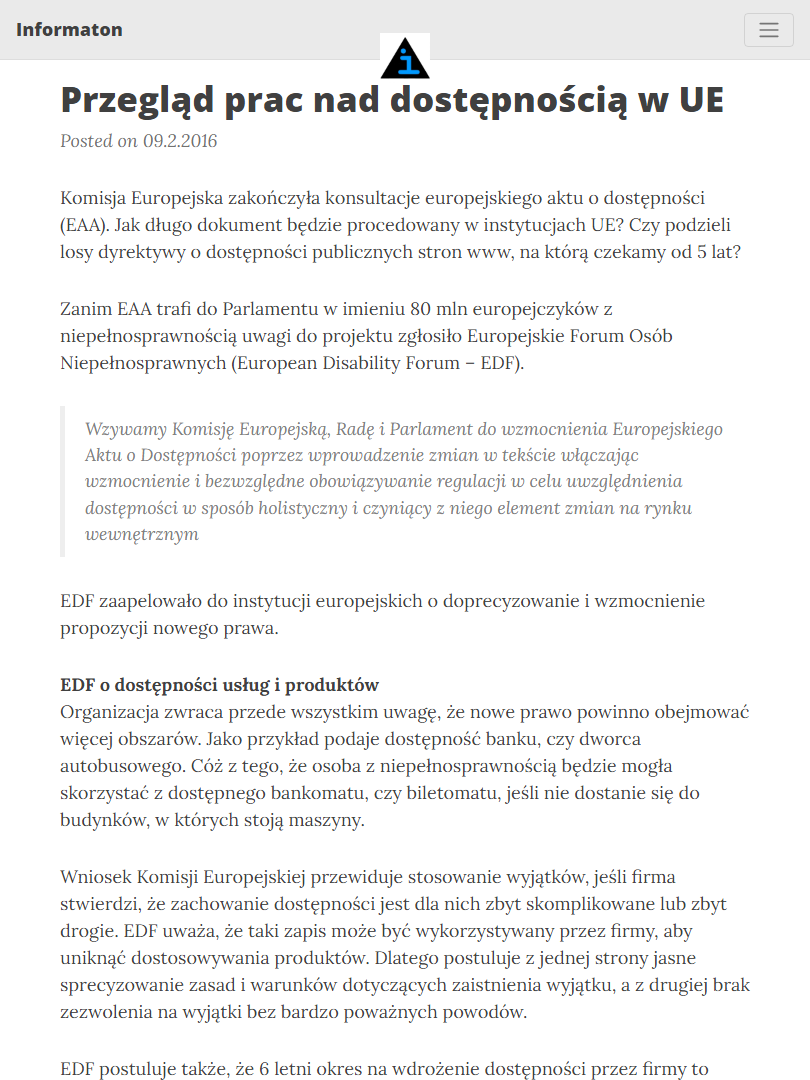 Informaton
i
Przegląd prac nad dostępnością w UE
Posted on 09.2.2016
Komisja Europejska zakończyła konsultacje europejskiego aktu o dostępności
(EAA). Jak długo dokument będzie procedowany w instytucjach UE? Czy podzieli
losy dyrektywy o dostępności publicznych stron www, na którą czekamy od 5 lat?
Zanim EAA trafi do Parlamentu w imieniu 80 mln europejczyków z
niepełnosprawnością uwagi do projektu zgłosiło Europejskie Forum Osób
Niepełnosprawnych (European Disability Forum – EDF).
Wzywamy Komisję Europejską, Radę i Parlament do wzmocnienia Europejskiego
Aktu o Dostępności poprzez wprowadzenie zmian w tekście włączając
wzmocnienie i bezwzględne obowiązywanie regulacji w celu uwzględnienia
dostępności w sposób holistyczny i czyniący z niego element zmian na rynku
wewnętrznym
EDF zaapelowało do instytucji europejskich o doprecyzowanie i wzmocnienie
propozycji nowego prawa.
EDF o dostępności usług i produktów
Organizacja zwraca przede wszystkim uwagę, że nowe prawo powinno obejmować
więcej obszarów. Jako przykład podaje dostępność banku, czy dworca
autobusowego. Cóż z tego, że osoba z niepełnosprawnością będzie mogła
skorzystać z dostępnego bankomatu, czy biletomatu, jeśli nie dostanie się do
budynków, w których stoją maszyny.
Wniosek Komisji Europejskiej przewiduje stosowanie wyjątków, jeśli firma
stwierdzi, że zachowanie dostępności jest dla nich zbyt skomplikowane lub zbyt
drogie. EDF uważa, że taki zapis może być wykorzystywany przez firmy, aby
uniknąć dostosowywania produktów. Dlatego postuluje z jednej strony jasne
sprecyzowanie zasad i warunków dotyczących zaistnienia wyjątku, a z drugiej brak
zezwolenia na wyjątki bez bardzo poważnych powodów.
EDF postuluje także, że 6 letni okres na wdrożenie dostępności przez firmy to